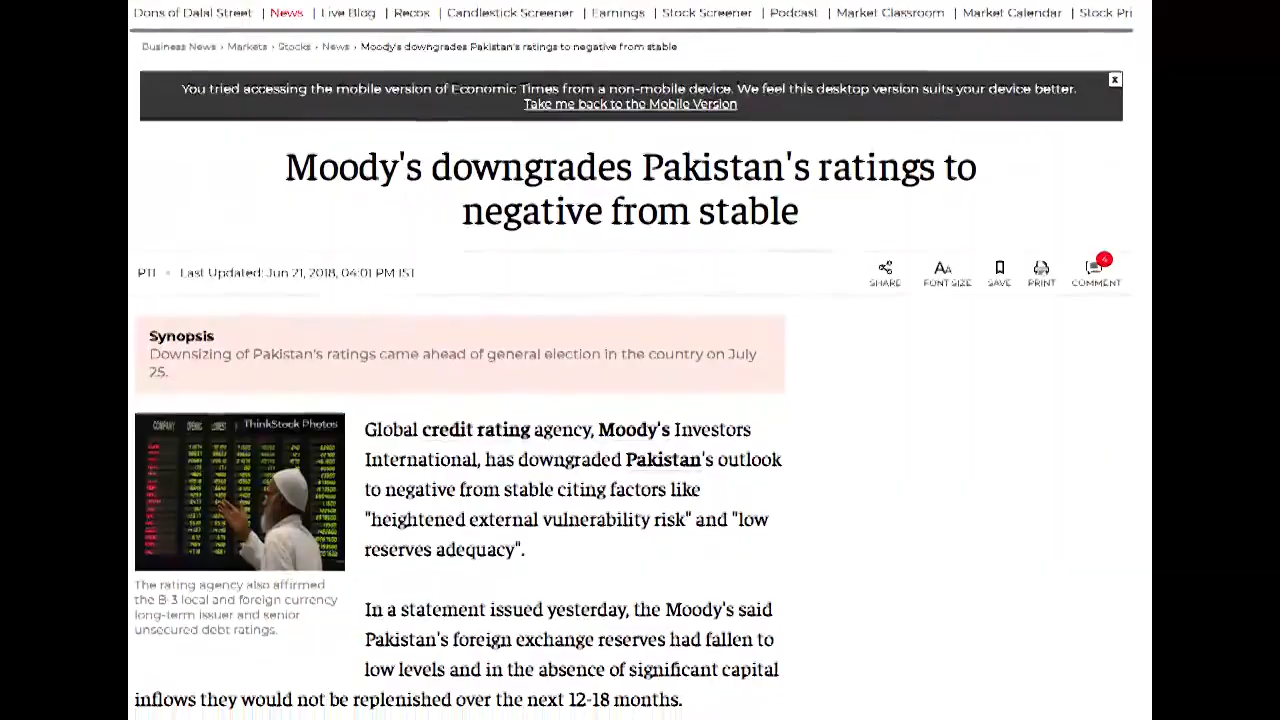 Dons of Dalal Street | News | Live Blog | Recos | Candlestick Screener | Earnings | Stock Screener | Podcast | Market Classroom | Market Calendar | Stock Pri
Business News › Markets › Stocks › News › Moody's downgrades Pakistan's ratings to negative from stable
You tried accessing the mobile version of Economic Times from a non-mobile device. We feel this desktop version suits your device better.
x
Take me back to the Mobile Version
Moody's downgrades Pakistan's ratings to
negative from stable
PTI • Last Updated: Jun 21, 2018, 04:01 PM IST
SHARE FONT SIZE SAVE PRINT COMMENT
Synopsis
Downsizing of Pakistan's ratings came ahead of general election in the country on July
25.
COMPANY
ThinkStock Photos
The rating agency also affirmed
the B 3 local and foreign currency
long-term issuer and senior
unsecured debt ratings.
Global credit rating agency, Moody's Investors
International, has downgraded Pakistan's outlook
to negative from stable citing factors like
"heightened external vulnerability risk" and "low
reserves adequacy".
In a statement issued yesterday, the Moody's said
Pakistan's foreign exchange reserves had fallen to
low levels and in the absence of significant capital
inflows they would not be replenished over the next 12-18 months.